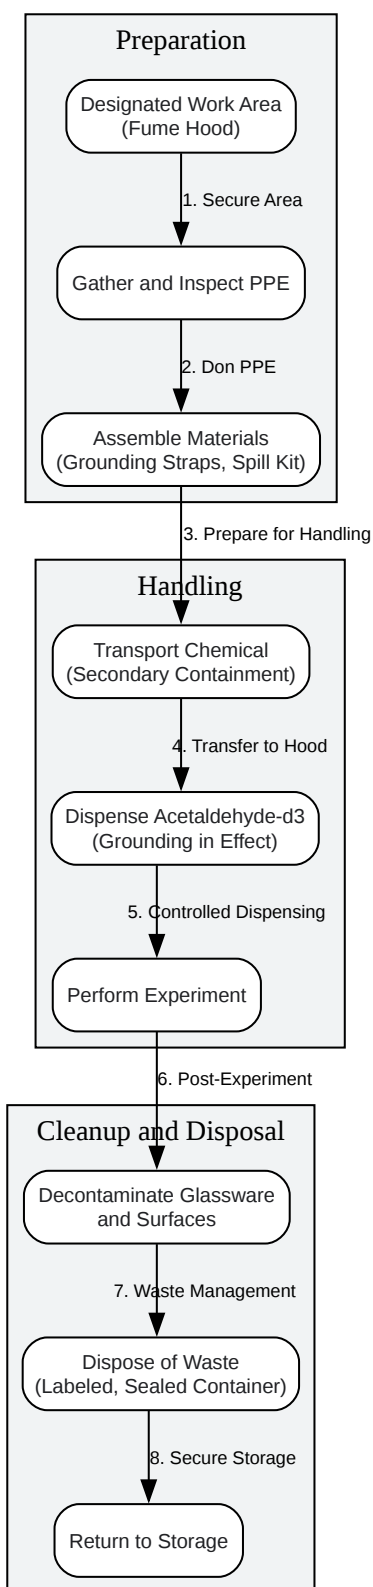 Preparation
Designated Work Area
(Fume Hood)
1. Secure Area
Gather and Inspect PPE
2. Don PPE
Assemble Materials
(Grounding Straps, Spill Kit)
3. Prepare for Handling
Handling
Transport Chemical
(Secondary Containment)
4. Transfer to Hood
Dispense Acetaldehyde-d3
(Grounding in Effect)
5. Controlled Dispensing
Perform Experiment
6. Post-Experiment
Cleanup and Disposal
Decontaminate Glassware
and Surfaces
7. Waste Management
Dispose of Waste
(Labeled, Sealed Container)
8. Secure Storage
Return to Storage